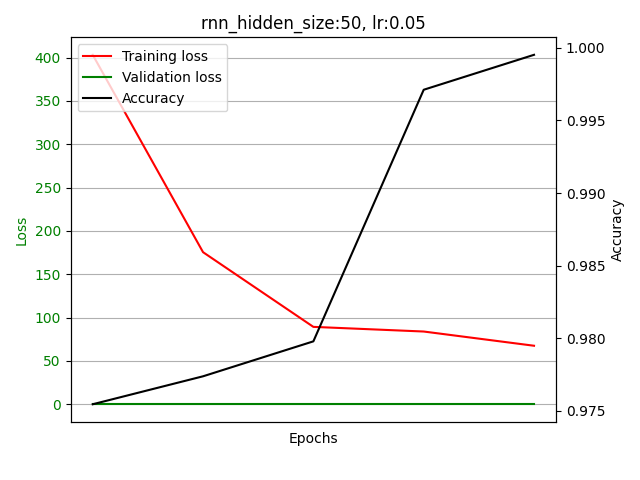 rnn_hidden_size:50, lr:0.05
Training loss
Validation loss
Accuracy
400
350
300
250
200
150
100
50
0
Loss
1.000
0.995
0.990
0.985
0.980
0.975
Accuracy
Epochs